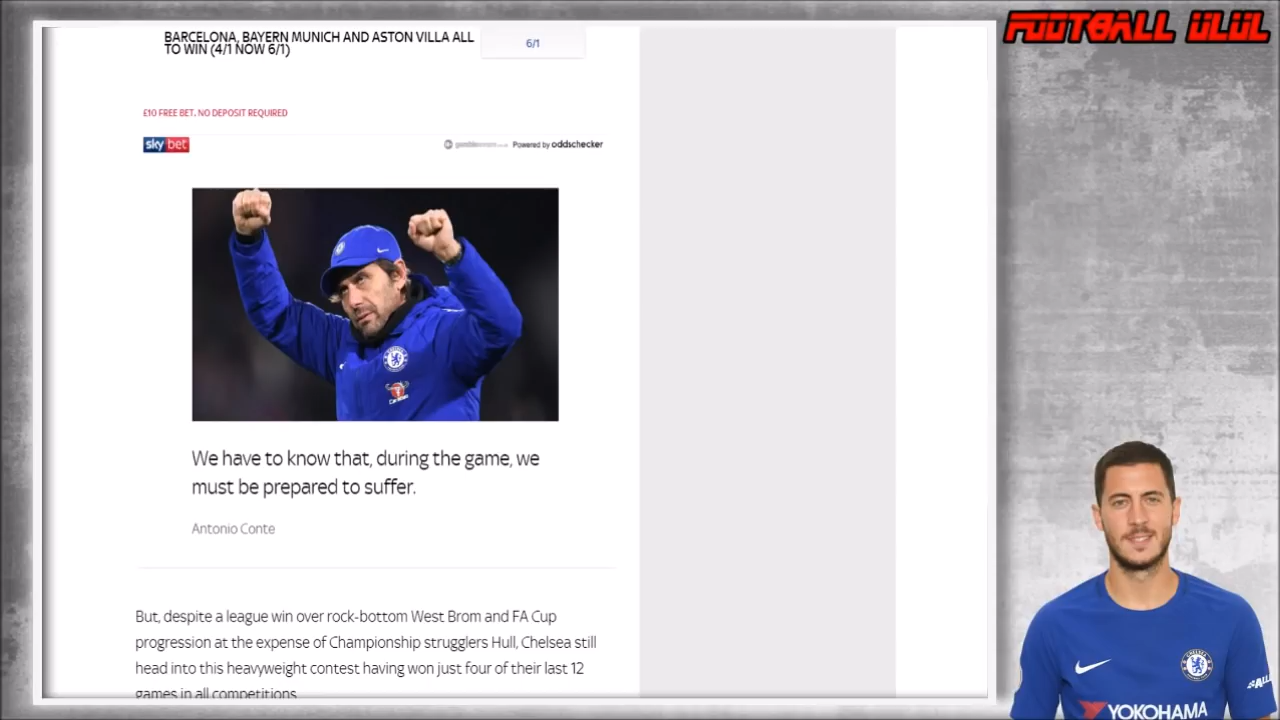 FOOTBALL ULUL
BARCELONA, BAYERN MUNICH AND ASTON VILLA ALL
TO WIN (4/1 NOW 6/1)
6/1
£10 FREE BET. NO DEPOSIT REQUIRED
sky bet
Powered by oddschecker
We have to know that, during the game, we
must be prepared to suffer.
Antonio Conte
But, despite a league win over rock-bottom West Brom and FA Cup
progression at the expense of Championship strugglers Hull, Chelsea still
head into this heavyweight contest having won just four of their last 12
games in all competitions
YOKOHAMA